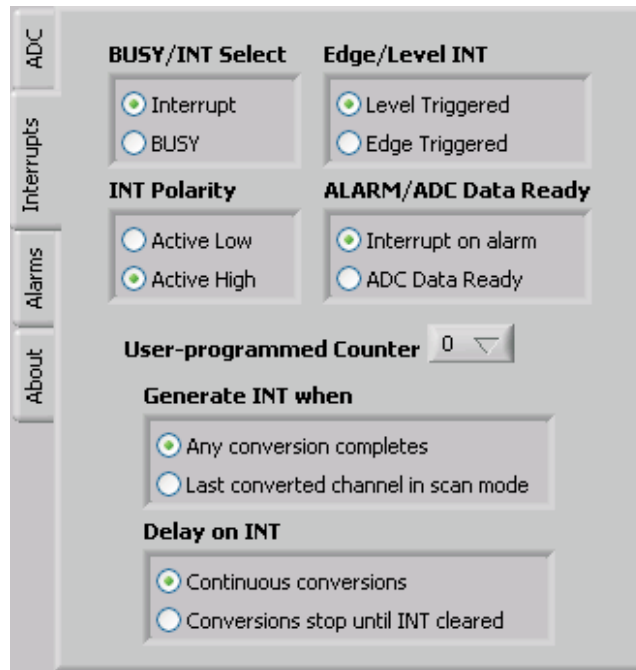 ADC
Interrupts
Alarms
About
BUSY/INT Select
Interrupt
BUSY
Edge/Level INT
Level Triggered
Edge Triggered
INT Polarity
Active Low
Active High
ALARM/ADC Data Ready
Interrupt on alarm
ADC Data Ready
User-programmed Counter 0
Generate INT when
Any conversion completes
Last converted channel in scan mode
Delay on INT
Continuous conversions
Conversions stop until INT cleared